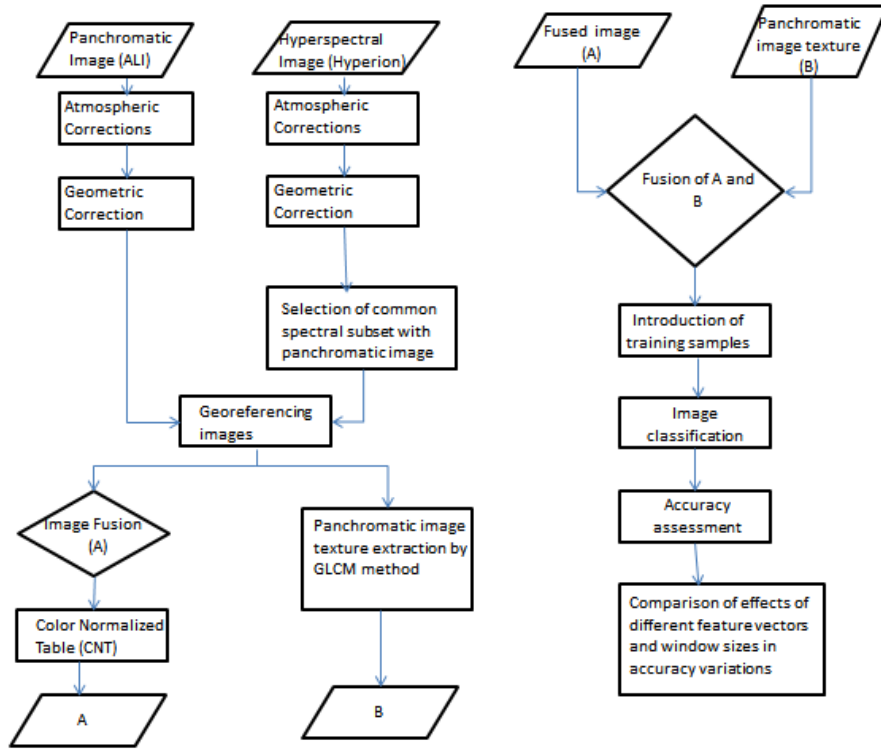 Panchromatic
Image (ALI)
Atmospheric
Corrections
Geometric
Correction
Hyperspectral
Image (Hyperion)
Atmospheric
Corrections
Geometric
Correction
Selection of common
spectral subset with
panchromatic image
Georeferencing
images
Image Fusion
(A)
Color Normalized
Table (CNT)
A
Panchromatic image
texture extraction by
GLCM method
B
Fused image
(A)
Panchromatic
image texture
(B)
Fusion of A and
B
Introduction of
training samples
Image
classification
Accuracy
assessment
Comparison of effects of
different feature vectors
and window sizes in
accuracy variations